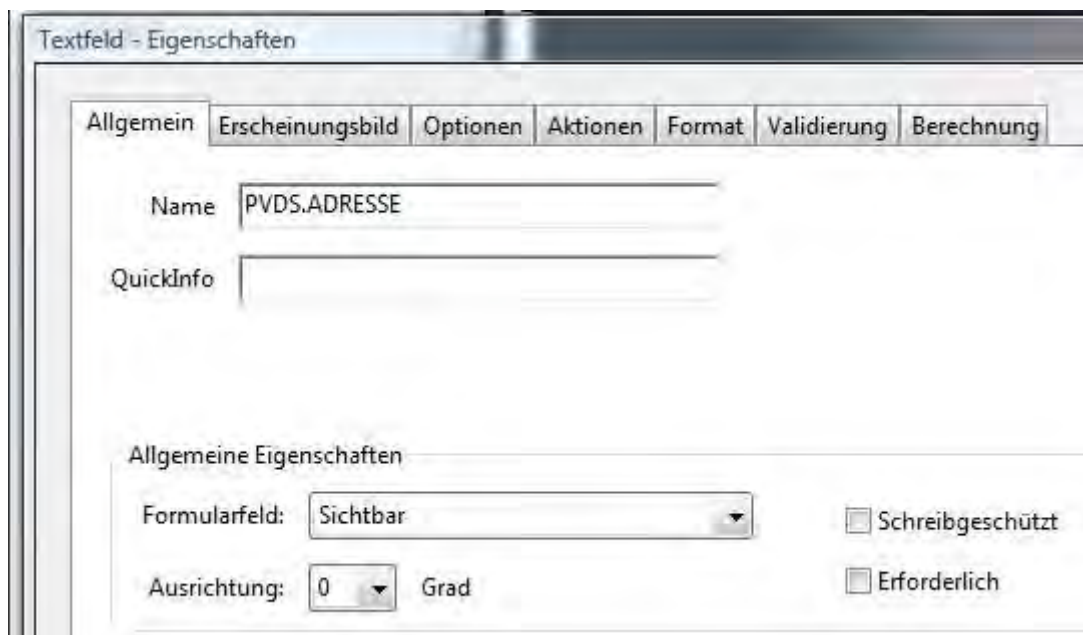 Textfeld - Eigenschaften
Allgemein Erscheinungsbild Optionen Aktionen Format Validierung Berechnung
Name PVDS.ADRESSE
QuickInfo
Allgemeine Eigenschaften
Formularfeld: Sichtbar Schreibgeschützt
Ausrichtung: 0 Grad Erforderlich